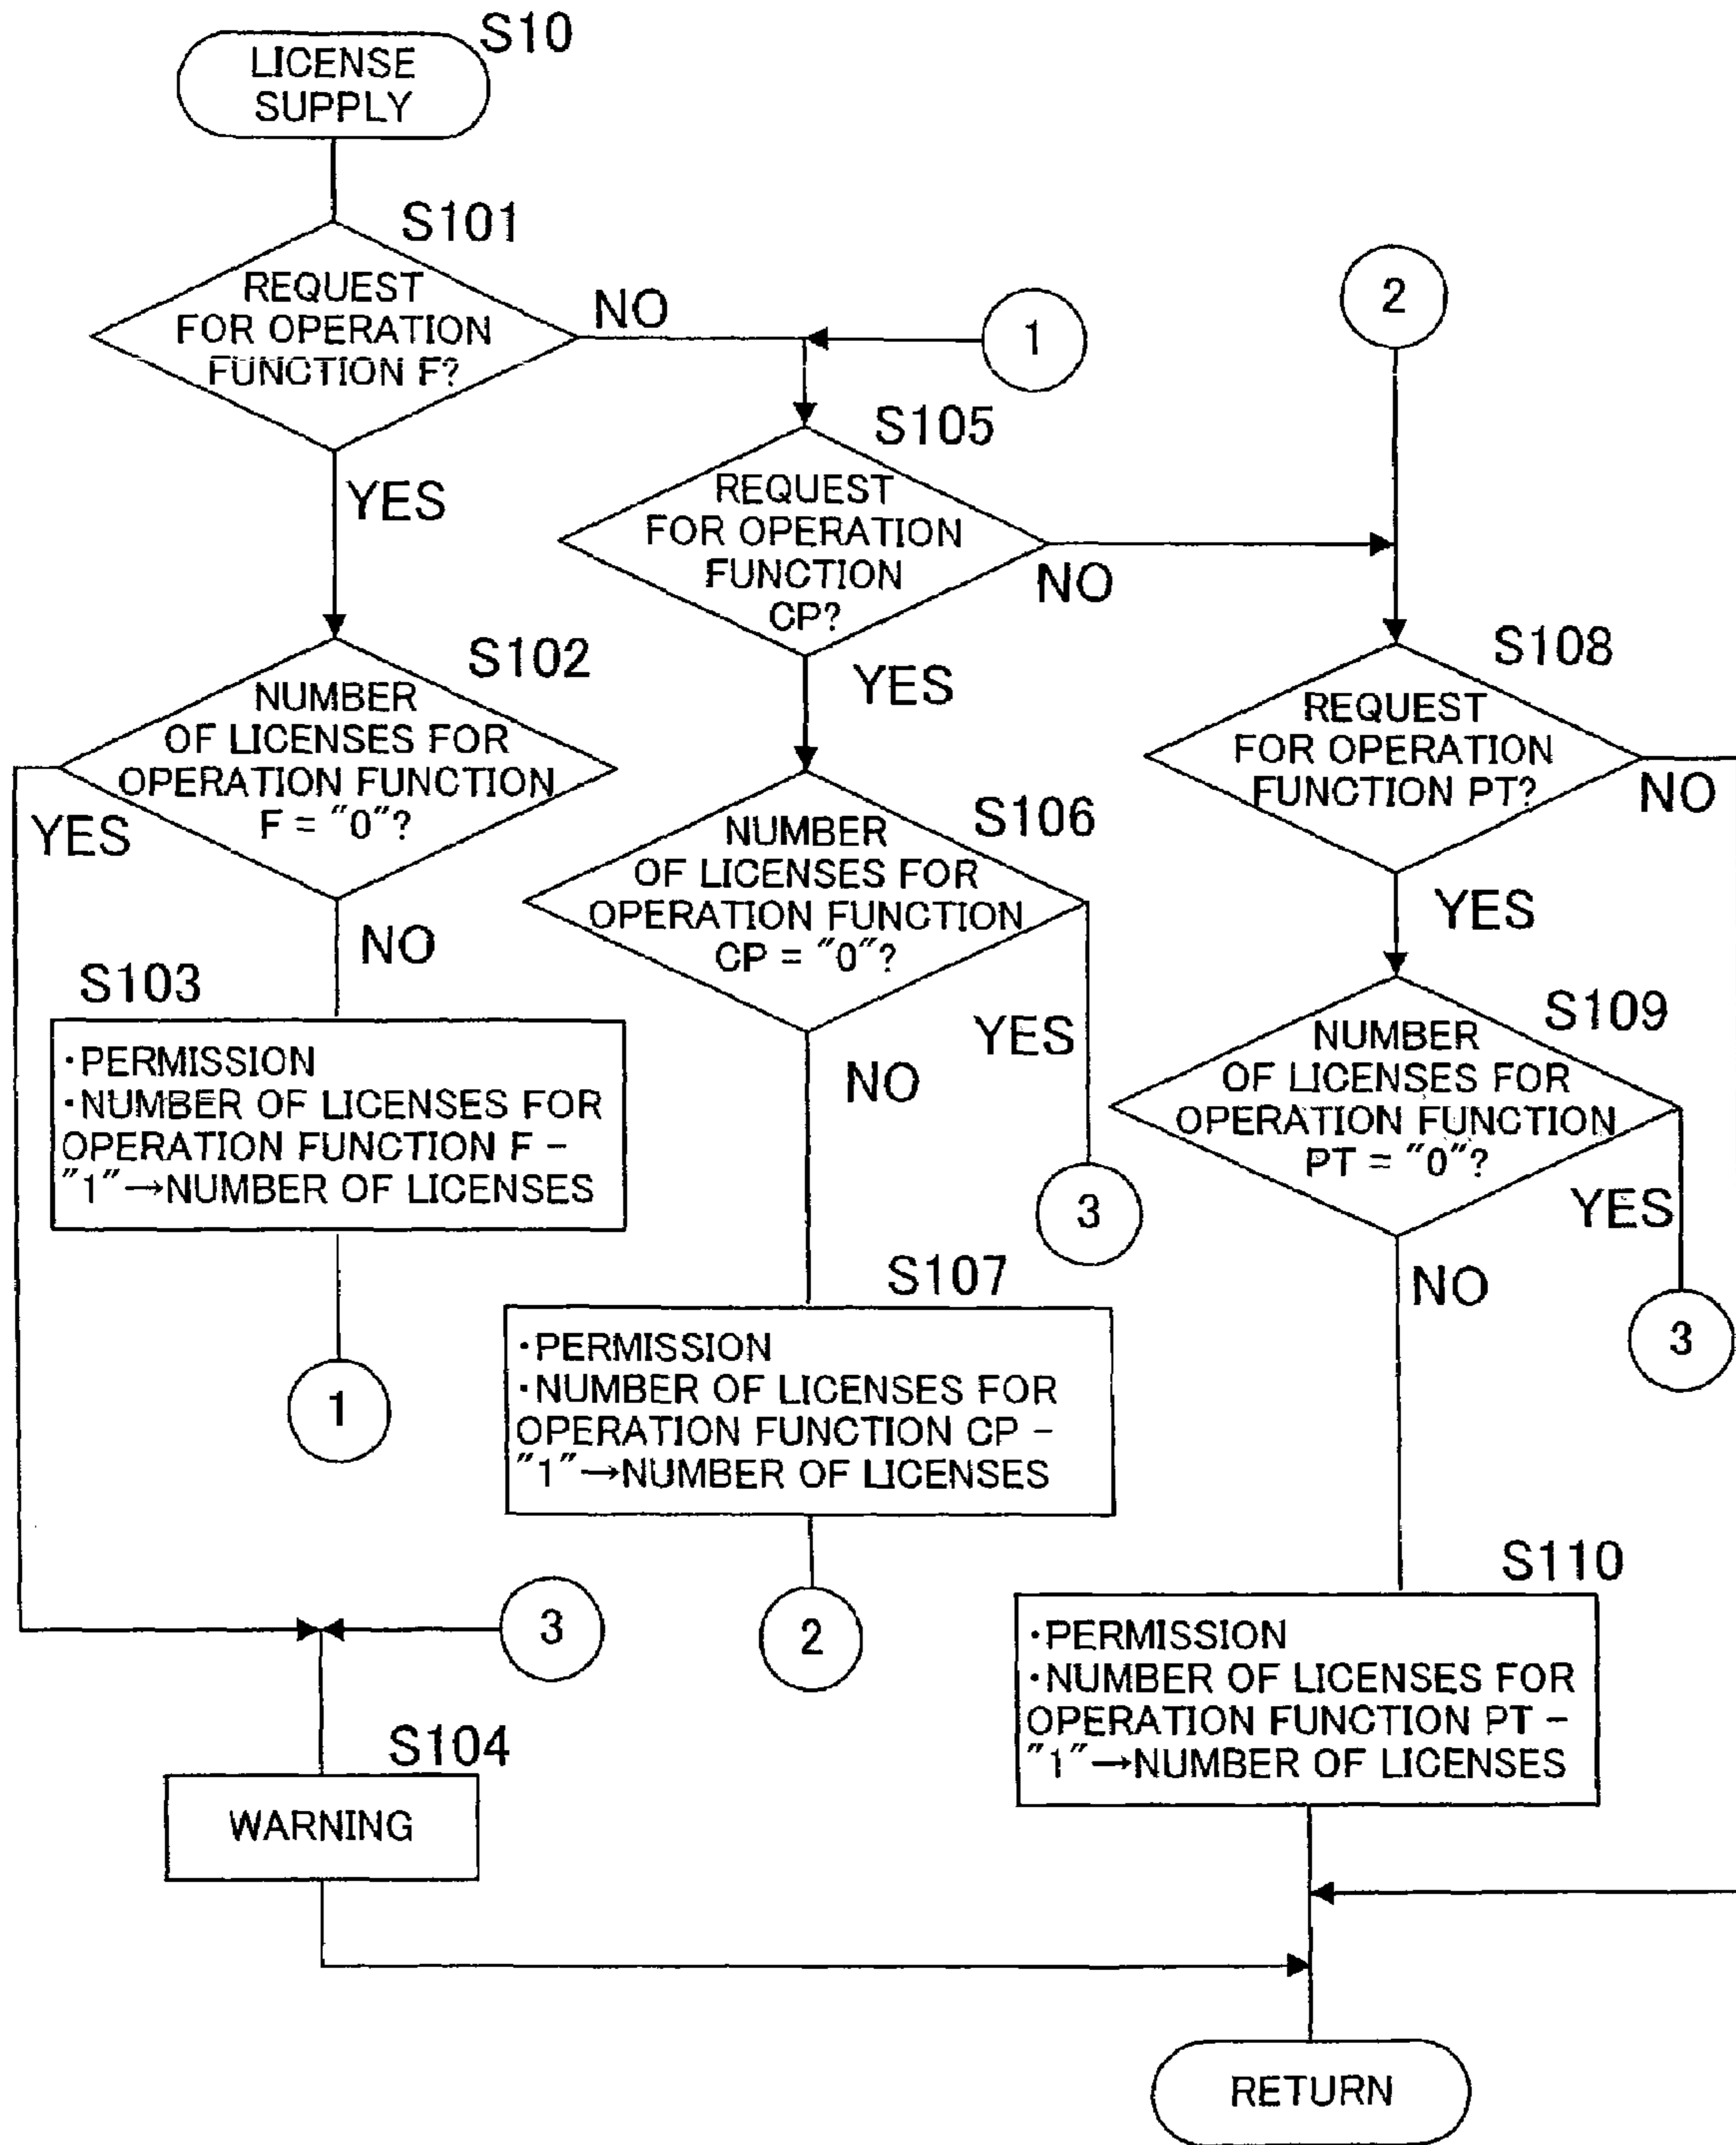 S10
LICENSE
SUPPLY
S101
REQUEST
FOR OPERATION
FUNCTION F?
NO
1
2
YES
S105
REQUEST
FOR OPERATION
FUNCTION
CP?
NO
S102
NUMBER
OF LICENSES FOR
OPERATION FUNCTION
F = "0"?
YES
NO
YES
S108
REQUEST
FOR OPERATION
FUNCTION PT?
NO
S106
NUMBER
OF LICENSES FOR
OPERATION FUNCTION
CP = "0"?
YES
NO
YES
S103
・PERMISSION
・NUMBER OF LICENSES FOR
OPERATION FUNCTION F –
"1"→NUMBER OF LICENSES
1
S109
NUMBER
OF LICENSES FOR
OPERATION FUNCTION
PT = "0"?
YES
3
NO
3
S107
・PERMISSION
・NUMBER OF LICENSES FOR
OPERATION FUNCTION CP –
"1"→NUMBER OF LICENSES
2
3
S110
・PERMISSION
・NUMBER OF LICENSES FOR
OPERATION FUNCTION PT –
"1"→NUMBER OF LICENSES
S104
WARNING
RETURN